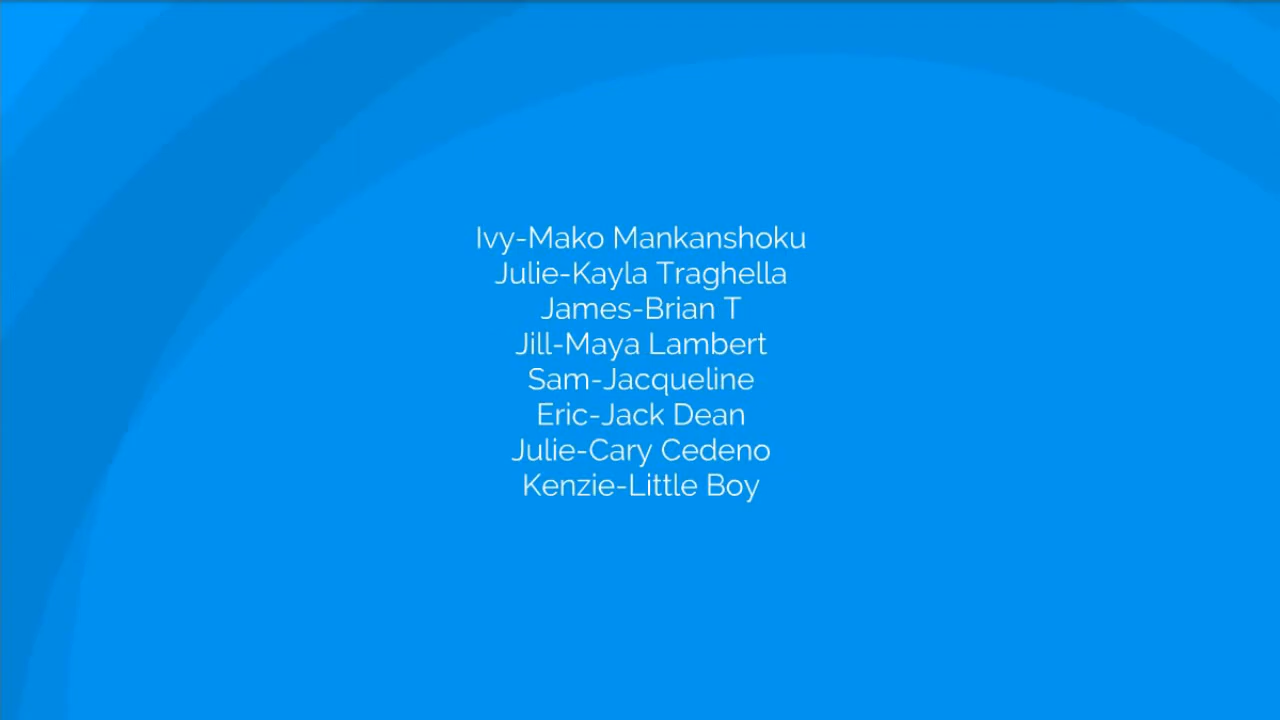 Ivy-Mako Mankanshoku
Julie-Kayla Traghella
James-Brian T
Jill-Maya Lambert
Sam-Jacqueline
Eric-Jack Dean
Julie-Cary Cedeno
Kenzie-Little Boy